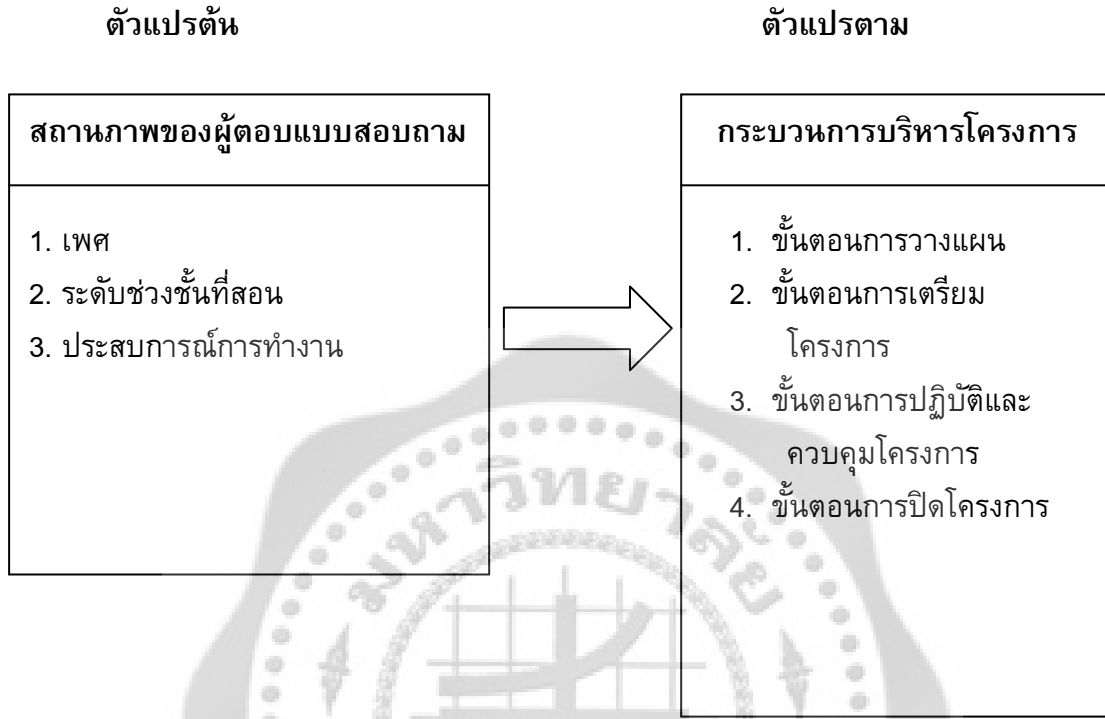 ตัวแปรต้น
ตัวแปรตาม
สถานภาพของผู้ตอบแบบสอบถาม
1. เพศ
2. ระดับช่วงชั้นที่สอน
3. ประสบการณ์การทำงาน
กระบวนการบริหารโครงการ
1. ขั้นตอนการวางแผน
2. ขั้นตอนการเตรียม
โครงการ
3. ขั้นตอนการปฏิบัติและ
ควบคุมโครงการ
4. ขั้นตอนการปิดโครงการ
มหาวิทยาลัย